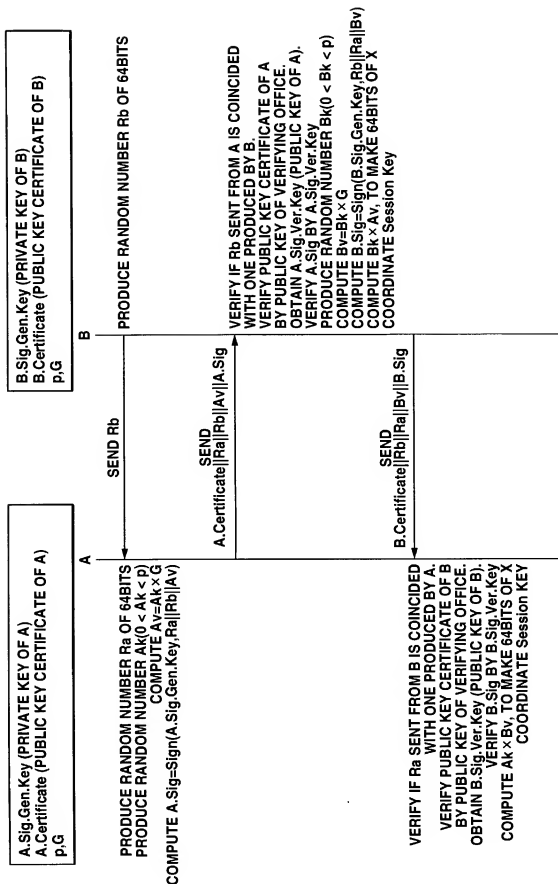 A.Sig.Gen.Key (PRIVATE KEY OF A)
A.Certificate (PUBLIC KEY CERTIFICATE OF A)
p,G
B.Sig.Gen.Key (PRIVATE KEY OF B)
B.Certificate (PUBLIC KEY CERTIFICATE OF B)
p,G
A
B
PRODUCE RANDOM NUMBER Rb OF 64BITS
SEND Rb
PRODUCE RANDOM NUMBER Ra OF 64BITS
PRODUCE RANDOM NUMBER Ak(0 < Ak < p)
COMPUTE Av=Ak×G
COMPUTE A.Sig=Sign(A.Sig.Gen.Key,Ra||Rb||Av)
SEND
A.Certificate||Ra||Rb||Av||A.Sig
VERIFY IF Rb SENT FROM A IS COINCIDED
WITH ONE PRODUCED BY B.
VERIFY PUBLIC KEY CERTIFICATE OF A
BY PUBLIC KEY OF VERIFYING OFFICE.
OBTAIN A.Sig.Ver.Key (PUBLIC KEY OF A).
VERIFY A.Sig BY A.Sig.Ver.Key
PRODUCE RANDOM NUMBER Bk(0 < Bk < p)
COMPUTE Bv=Bk×G
COMPUTE B.Sig=Sign(B.Sig.Gen.Key,Rb||Ra||Bv)
COMPUTE Bk×Av, TO MAKE 64BITS OF X
COORDINATE Session Key
SEND
B.Certificate||Rb||Ra||Bv||B.Sig
VERIFY IF Ra SENT FROM B IS COINCIDED
WITH ONE PRODUCED BY A.
VERIFY PUBLIC KEY CERTIFICATE OF B
BY PUBLIC KEY OF VERIFYING OFFICE.
OBTAIN B.Sig.Ver.Key (PUBLIC KEY OF B).
VERIFY B.Sig BY B.Sig.Ver.Key
COMPUTE Ak×Bv, TO MAKE 64BITS OF X
COORDINATE Session KEY